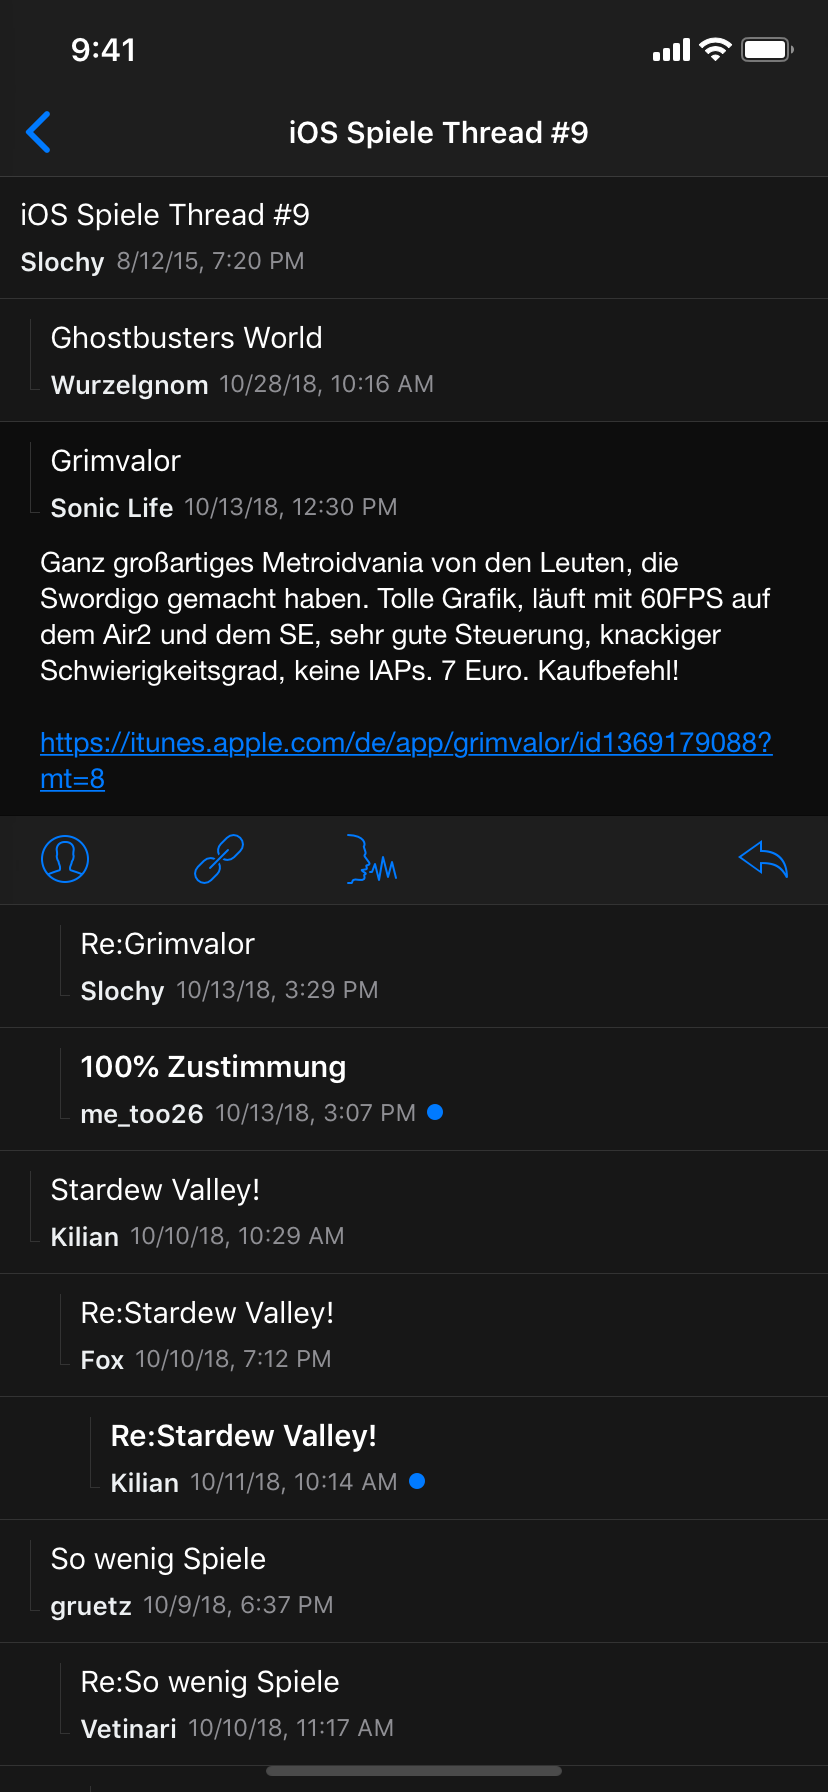 9:41
iOS Spiele Thread #9
iOS Spiele Thread #9
Slochy 8/12/15, 7:20 PM
Ghostbusters World
Wurzelgnom 10/28/18, 10:16 AM
Grimvalor
Sonic Life 10/13/18, 12:30 PM
Ganz großartiges Metroidvania von den Leuten, die
Swordigo gemacht haben. Tolle Grafik, läuft mit 60FPS auf
dem Air2 und dem SE, sehr gute Steuerung, knackiger
Schwierigkeitsgrad, keine IAPs. 7 Euro. Kaufbefehl!
https://itunes.apple.com/de/app/grimvalor/id1369179088?
mt=8
Re:Grimvalor
Slochy 10/13/18, 3:29 PM
100% Zustimmung
me_too26 10/13/18, 3:07 PM
Stardew Valley!
Kilian 10/10/18, 10:29 AM
Re:Stardew Valley!
Fox 10/10/18, 7:12 PM
Re:Stardew Valley!
Kilian 10/11/18, 10:14 AM
So wenig Spiele
gruetz 10/9/18, 6:37 PM
Re:So wenig Spiele
Vetinari 10/10/18, 11:17 AM